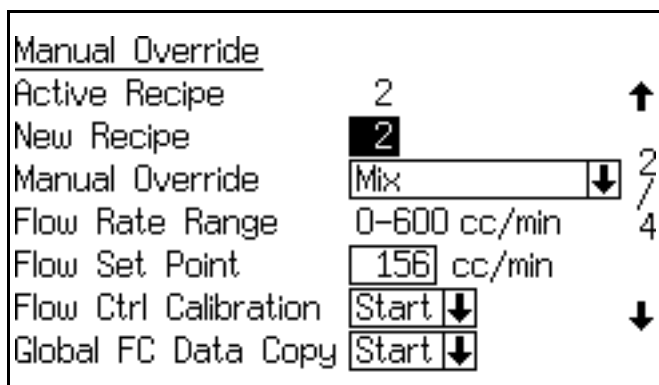 Manual Override
Active Recipe 2
New Recipe 2
Manual Override Mix
Flow Rate Range 0-600 cc/min
Flow Set Point 156 cc/min
Flow Ctrl Calibration Start
Global FC Data Copy Start
2/4